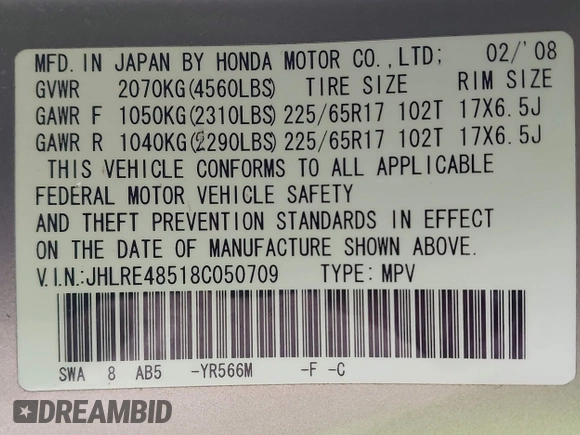 MFD. IN JAPAN BY HONDA MOTOR CO.,LTD; 02/'08
GVWR 2070KG(4560LBS) TIRE SIZE RIM SIZE
GAWR F 1050KG(2310LBS) 225/65R17 102T 17X6.5J
GAWR R 1040KG(2290LBS) 225/65R17 102T 17X6.5J
THIS VEHICLE CONFORMS TO ALL APPLICABLE
FEDERAL MOTOR VEHICLE SAFETY
AND THEFT PREVENTION STANDARDS IN EFFECT
ON THE DATE OF MANUFACTURE SHOWN ABOVE.
V.I.N.:JHLRE48518C050709 TYPE: MPV
SWA 8 AB5 -YR566M -F -C
DREAMBID